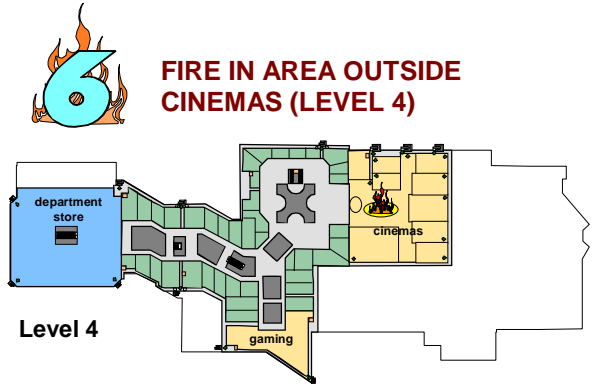 6
FIRE IN AREA OUTSIDE
CINEMAS (LEVEL 4)
department
store
cinemas
Level 4
gaming